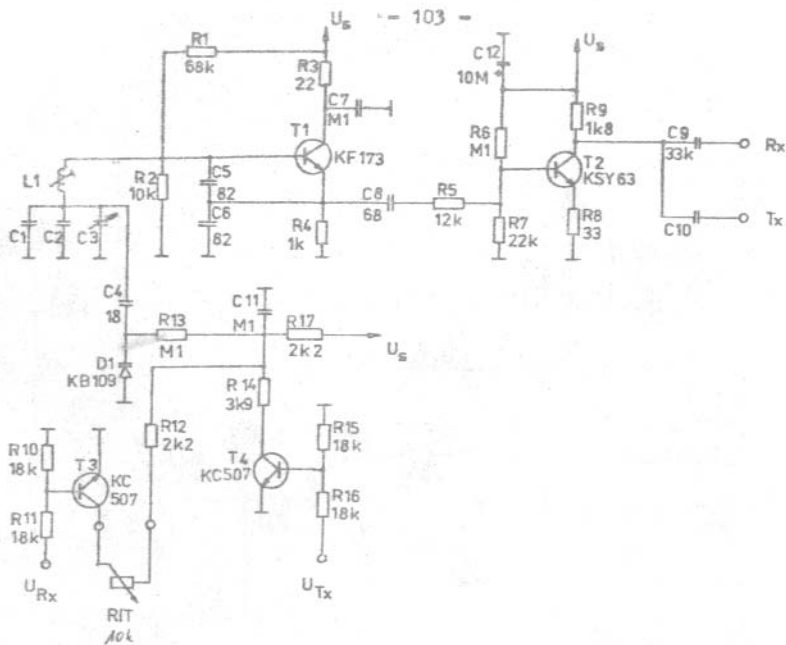 - 103 -
Us
R1
68k
R3
22
C7
M1
T1
KF173
L1
R2
10k
C5
82
C6
82
R4
1k
C8
68
R5
12k
C12
10M
+
Us
R6
M1
R9
1k8
T2
KSY63
C9
33k
Rx
R7
22k
R8
33
C10
Tx
C1
C2
C3
C4
18
R13
M1
C11
M1
R17
2k2
Us
D1
KB109
R12
2k2
R14
3k9
T4
KC507
R15
18k
R16
18k
UTx
R10
18k
T3
KC
507
R11
18k
URx
RIT
10k